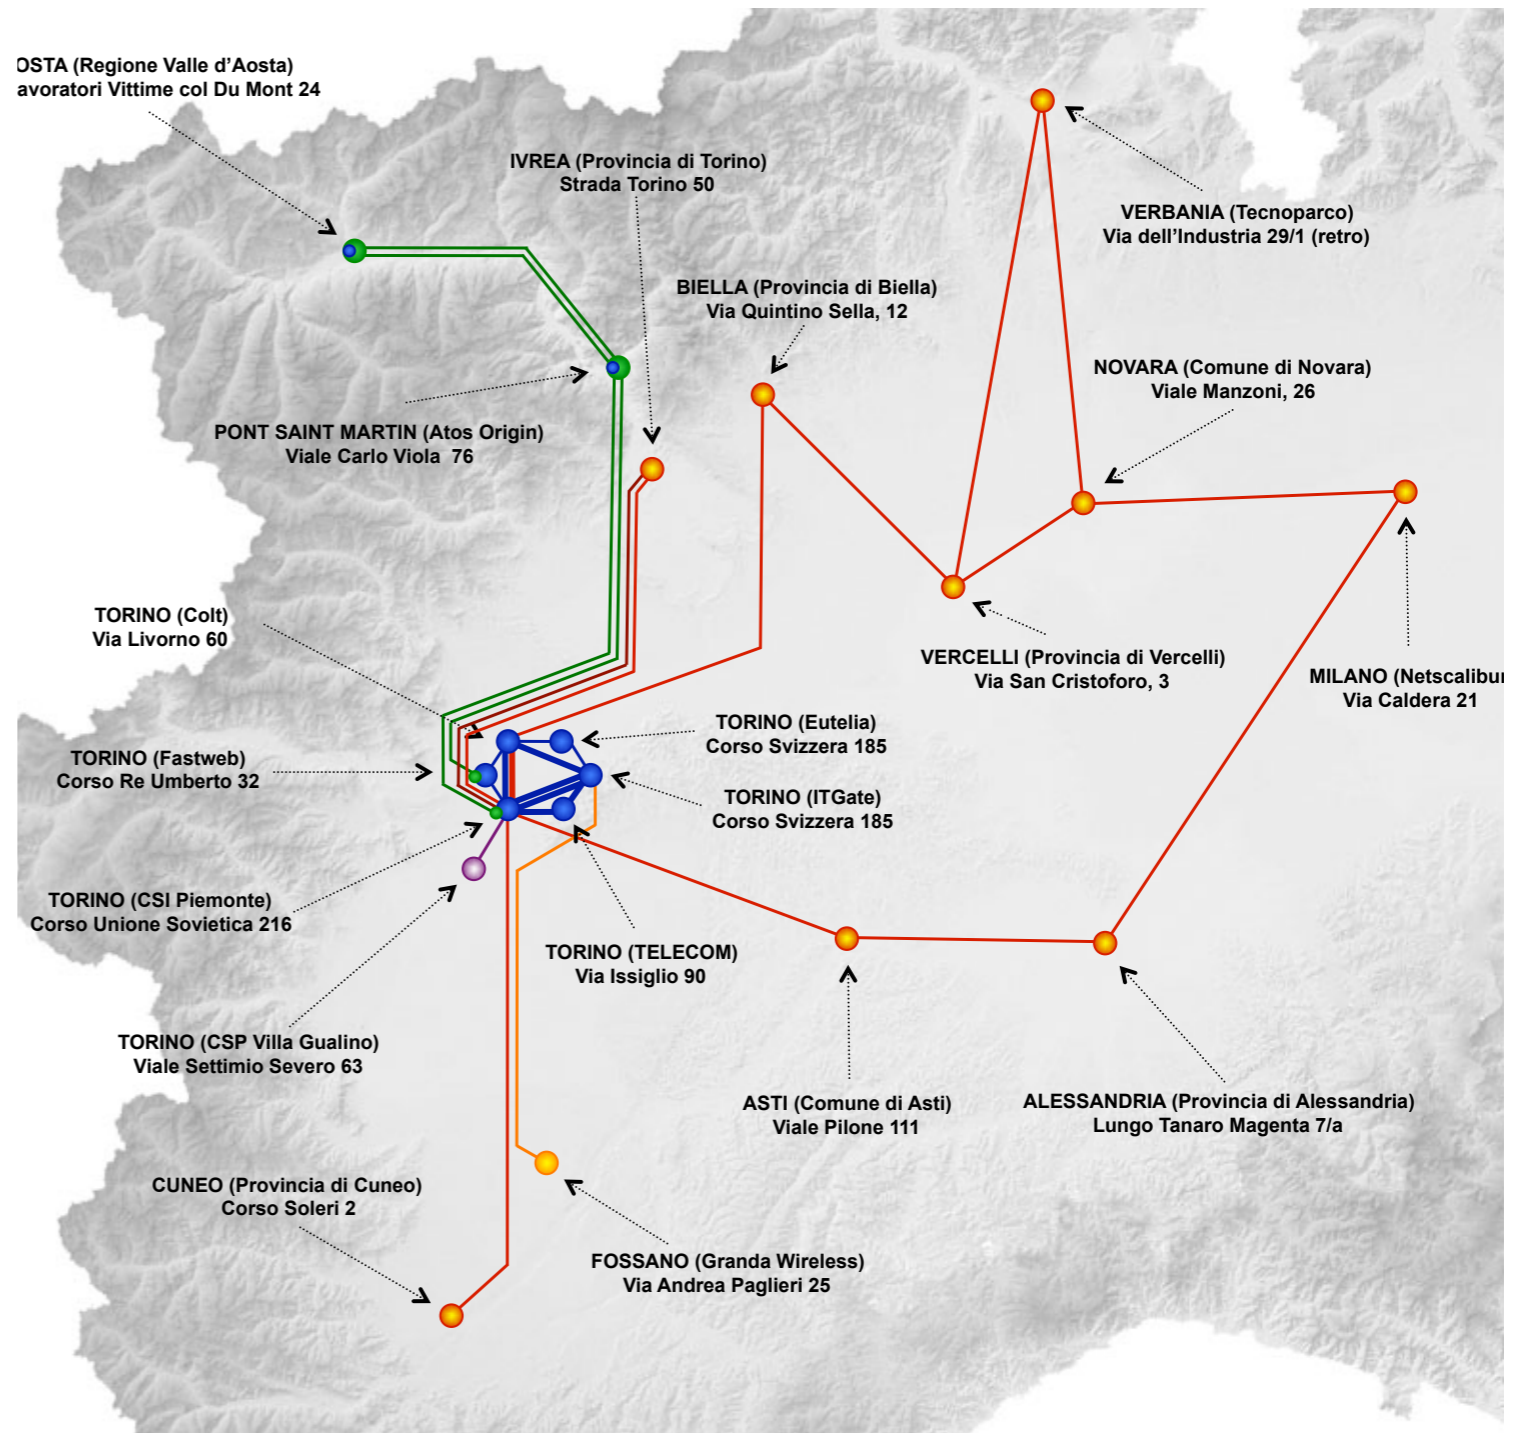 OSTA (Regione Valle d'Aosta)
avoratori Vittime col Du Mont 24
IVREA (Provincia di Torino)
Strada Torino 50
VERBANIA (Tecnoparco)
Via dell'Industria 29/1 (retro)
BIELLA (Provincia di Biella)
Via Quintino Sella, 12
NOVARA (Comune di Novara)
Viale Manzoni, 26
PONT SAINT MARTIN (Atos Origin)
Viale Carlo Viola 76
TORINO (Colt)
Via Livorno 60
VERCELLI (Provincia di Vercelli)
Via San Cristoforo, 3
MILANO (Netscalibur
Via Caldera 21
TORINO (Eutelia)
Corso Svizzera 185
TORINO (Fastweb)
Corso Re Umberto 32
TORINO (ITGate)
Corso Svizzera 185
TORINO (CSI Piemonte)
Corso Unione Sovietica 216
TORINO (TELECOM)
Via Issiglio 90
TORINO (CSP Villa Gualino)
Viale Settimio Severo 63
ASTI (Comune di Asti)
Viale Pilone 111
ALESSANDRIA (Provincia di Alessandria)
Lungo Tanaro Magenta 7/a
CUNEO (Provincia di Cuneo)
Corso Soleri 2
FOSSANO (Granda Wireless)
Via Andrea Paglieri 25